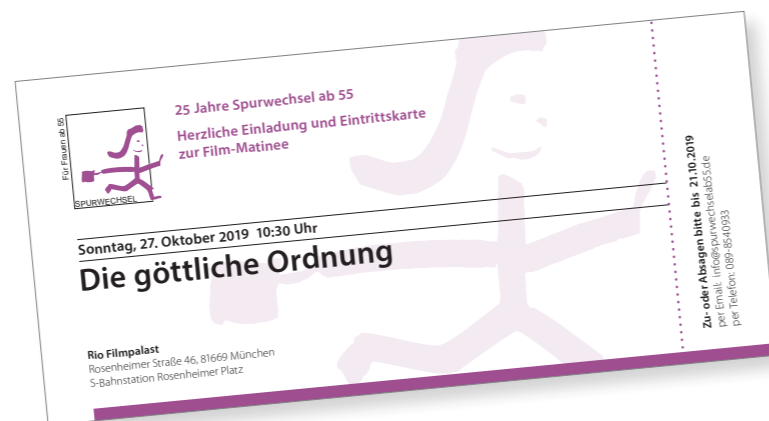 Für Frauen ab 55
SPURWECHSEL
25 Jahre Spurwechsel ab 55
Herzliche Einladung und Eintrittskarte
zur Film-Matinee
Sonntag, 27. Oktober 2019 10:30 Uhr
Die göttliche Ordnung
Rio Filmpalast
Rosenheimer Straße 46, 81669 München
S-Bahnstation Rosenheimer Platz
Zu- oder Absagen bitte bis 21.10.2019
per Email: info@spurwechselab55.de
per Telefon: 089-8540933